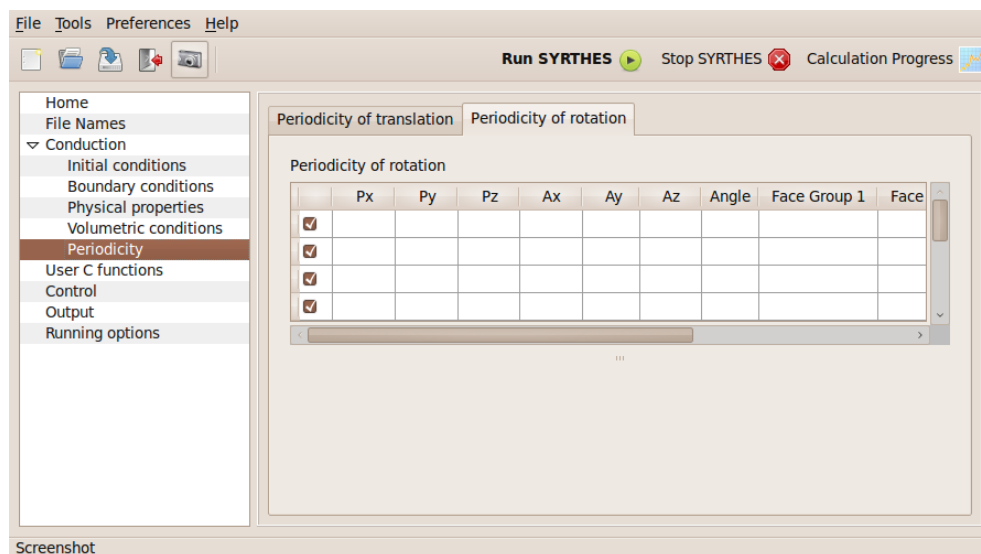 File Tools Preferences Help
Run SYRTHES Stop SYRTHES Calculation Progress
Home
File Names
Conduction
Initial conditions
Boundary conditions
Physical properties
Volumetric conditions
Periodicity
User C functions
Control
Output
Running options
Periodicity of translation Periodicity of rotation
Periodicity of rotation
Px Py Pz Ax Ay Az Angle Face Group 1 Face
Screenshot